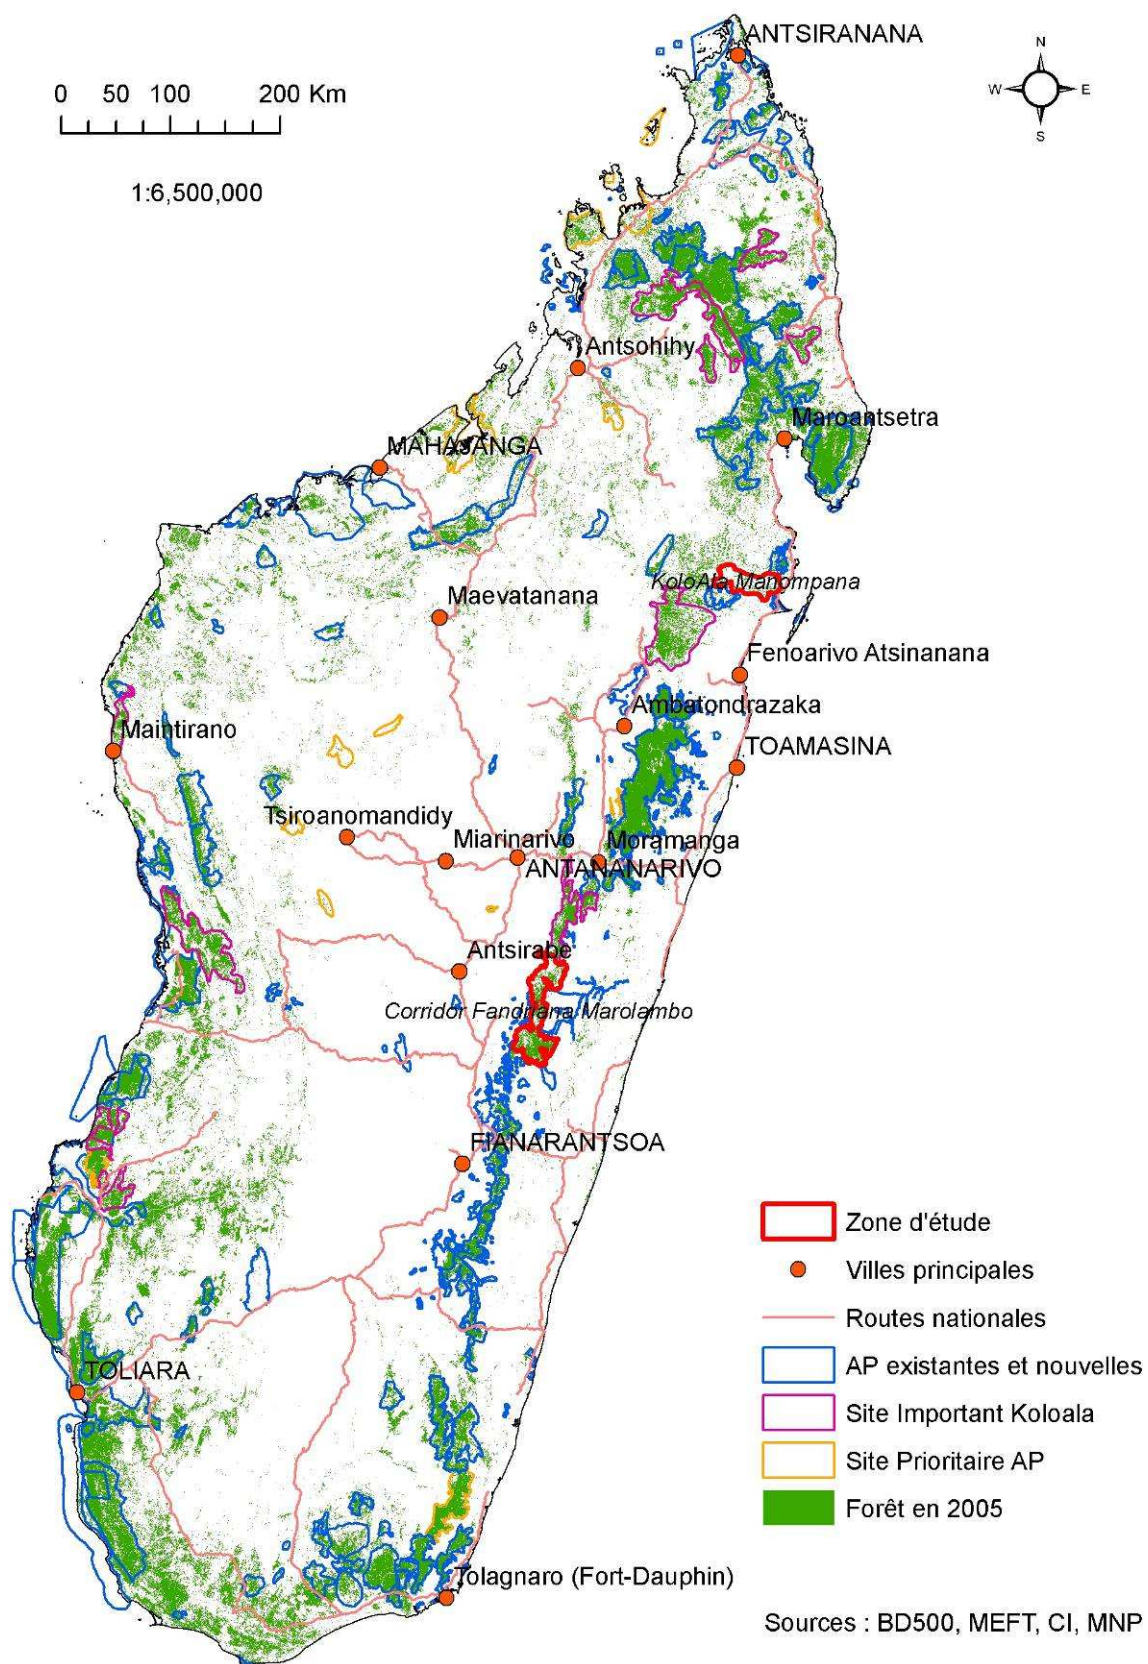 ANTSIRANANA
N
W E
S
0 50 100 200 Km
1:6,500,000
Antsohihy
Maroantsetra
MAHAJANGA
KoloAla Manompana
Maevatanana
Fenoarivo Atsinanana
Ambatondrazaka
Maintirano
TOAMASINA
Tsiroanomandidy
Miarinarivo
Moramanga
ANTANANARIVO
Antsirabe
Corridor Fandriana Marolambo
FIANARANTSOA
Zone d'étude
Villes principales
Routes nationales
TOLIARA
AP existantes et nouvelles
Site Important Koloala
Site Prioritaire AP
Forêt en 2005
Tolagnaro (Fort-Dauphin)
Sources : BD500, MEFT, CI, MNP